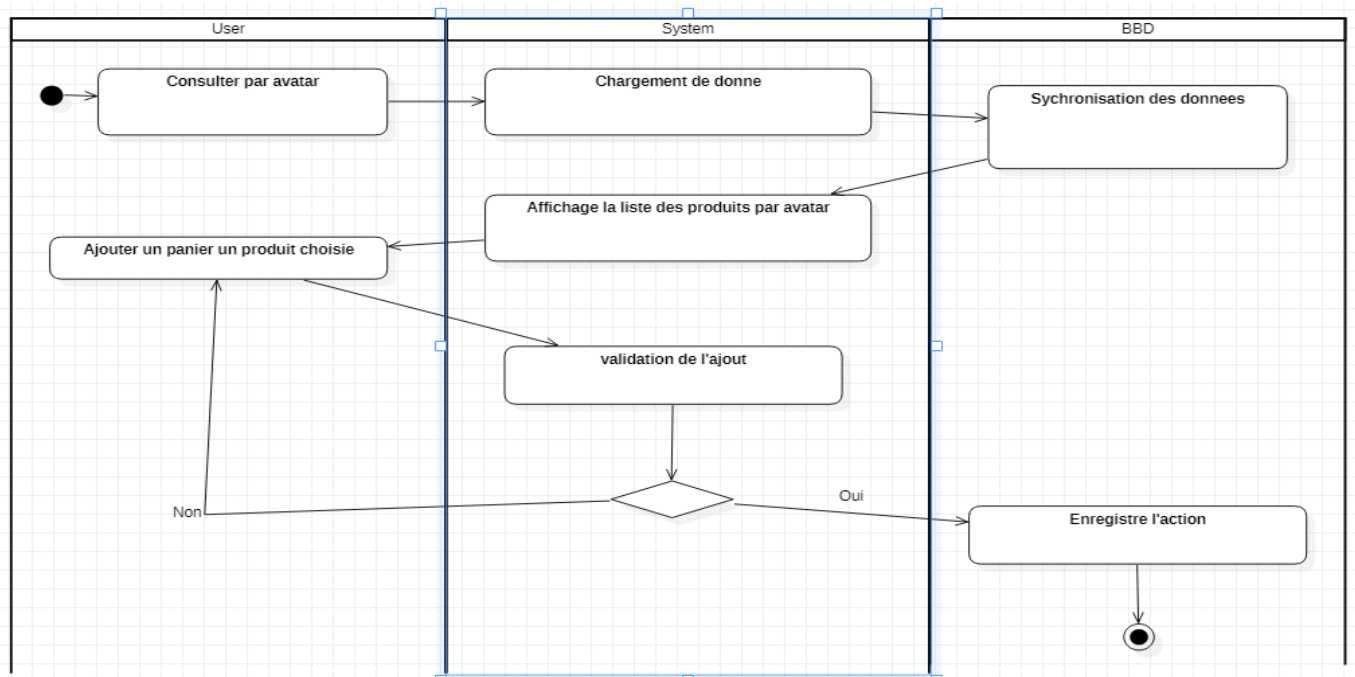 User
System
BBD
Consulter par avatar
Chargement de donne
Sychronisation des donnees
Affichage la liste des produits par avatar
Ajouter un panier un produit choisie
validation de l'ajout
Non
Oui
Enregistre l'action